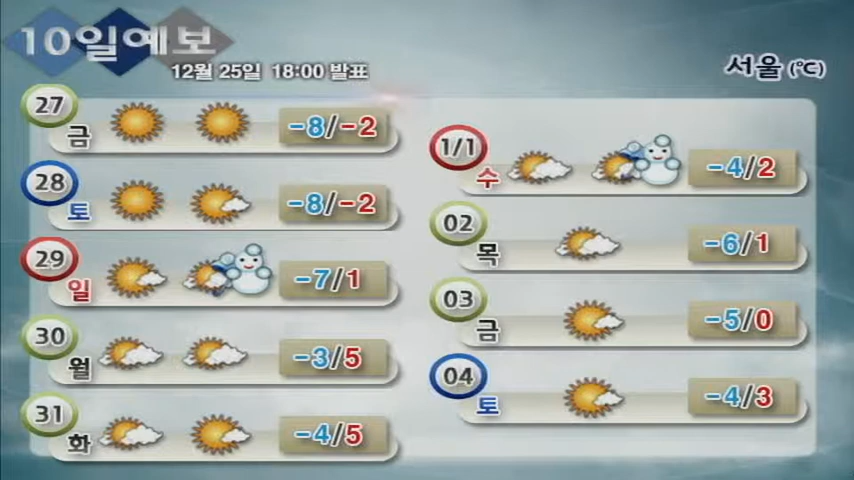 10일예보
12월 25일 18:00 발표
서울 (℃)
27 금 -8/-2
28 토 -8/-2
29 일 -7/1
30 월 -3/5
31 화 -4/5
1/1 수 -4/2
02 목 -6/1
03 금 -5/0
04 토 -4/3